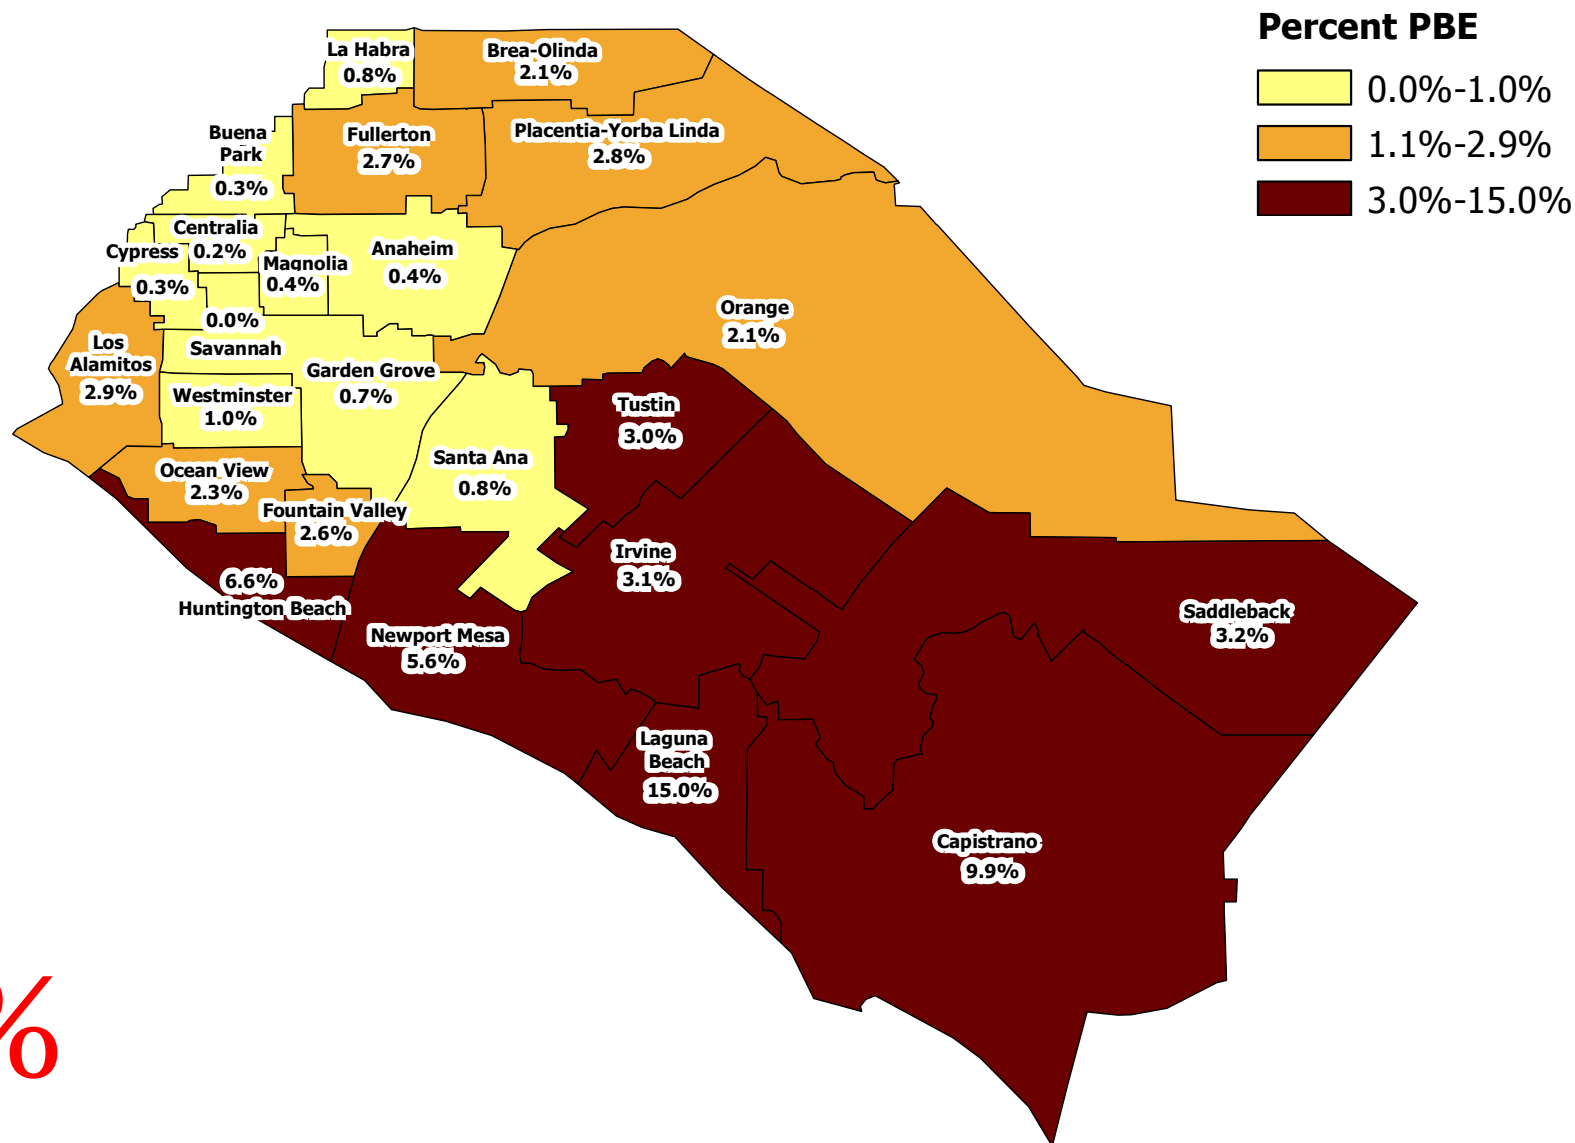 Percent PBE
0.0%-1.0%
1.1%-2.9%
3.0%-15.0%
La Habra
0.8%
Brea-Olinda
2.1%
Buena
Park
0.3%
Fullerton
2.7%
Placentia-Yorba Linda
2.8%
Centralia
0.2%
Cypress
0.3%
Magnolia
0.4%
Anaheim
0.4%
0.0%
Savannah
Orange
2.1%
Los
Alamitos
2.9%
Garden Grove
0.7%
Westminster
1.0%
Tustin
3.0%
Santa Ana
0.8%
Ocean View
2.3%
Fountain Valley
2.6%
Irvine
3.1%
6.6%
Huntington Beach
Newport Mesa
5.6%
Saddleback
3.2%
Laguna
Beach
15.0%
Capistrano
9.9%
%